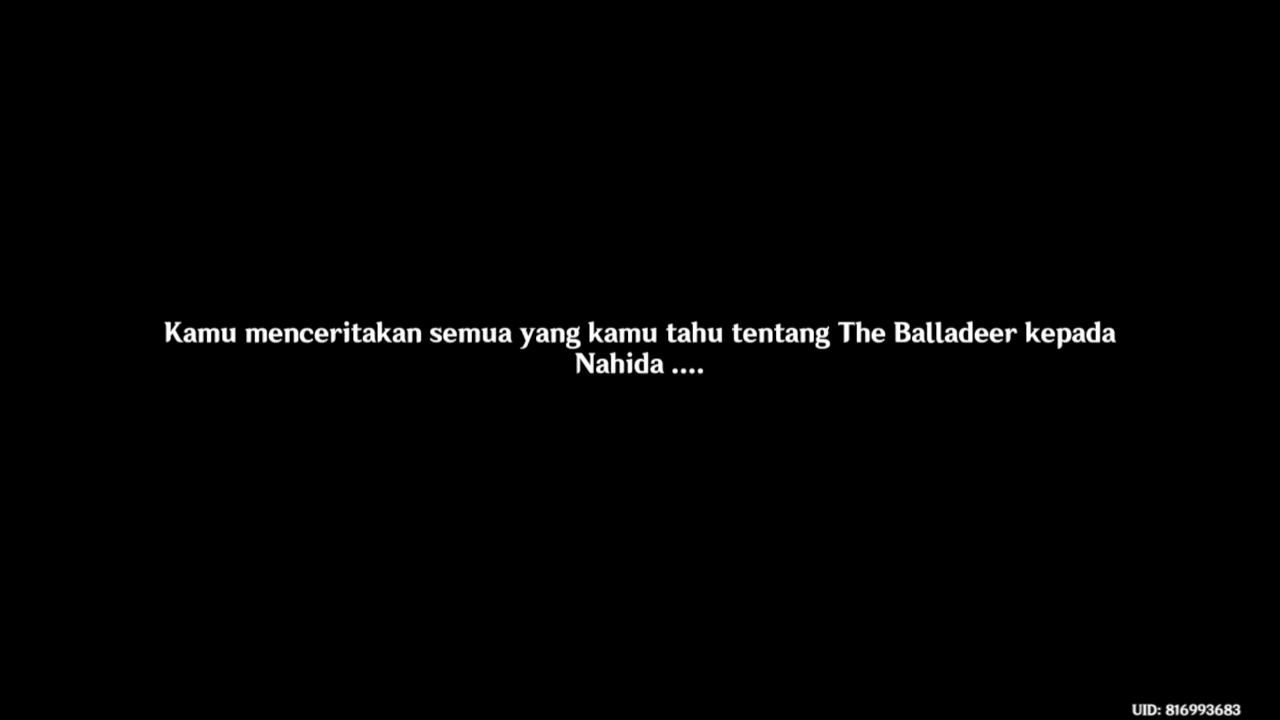 Kamu menceritakan semua yang kamu tahu tentang The Balladeer kepada
Nahida ....
UID: 816993683